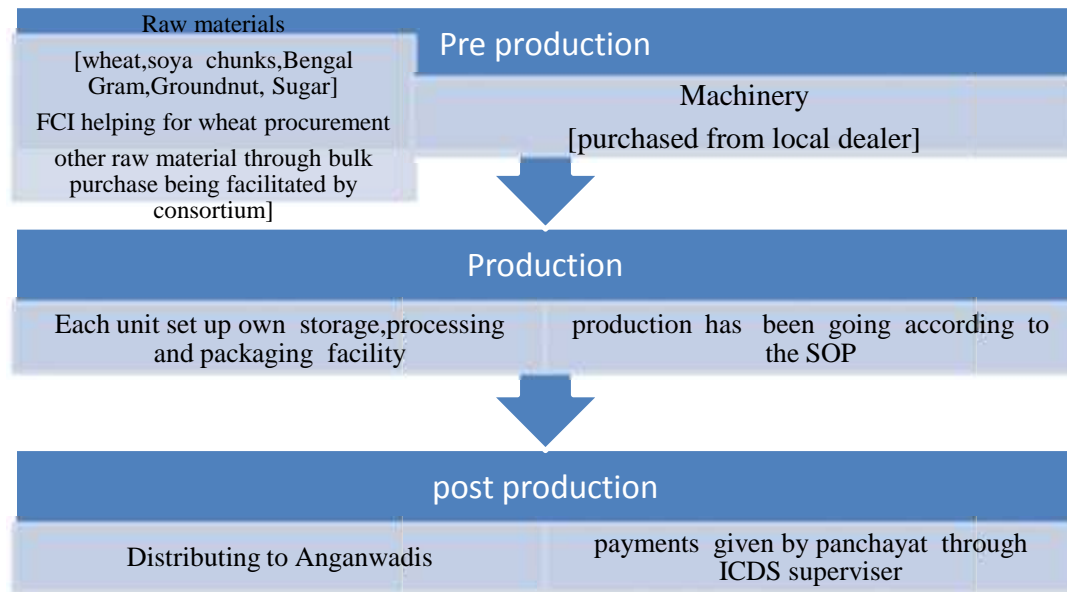 Pre production
Raw materials
[wheat,soya chunks,Bengal
Gram,Groundnut, Sugar]
FCI helping for wheat procurement
other raw material through bulk
purchase being facilitated by
consortium]
Machinery
[purchased from local dealer]
Production
Each unit set up own storage,processing
and packaging facility
production has been going according to
the SOP
post production
Distributing to Anganwadis
payments given by panchayat through
ICDS superviser